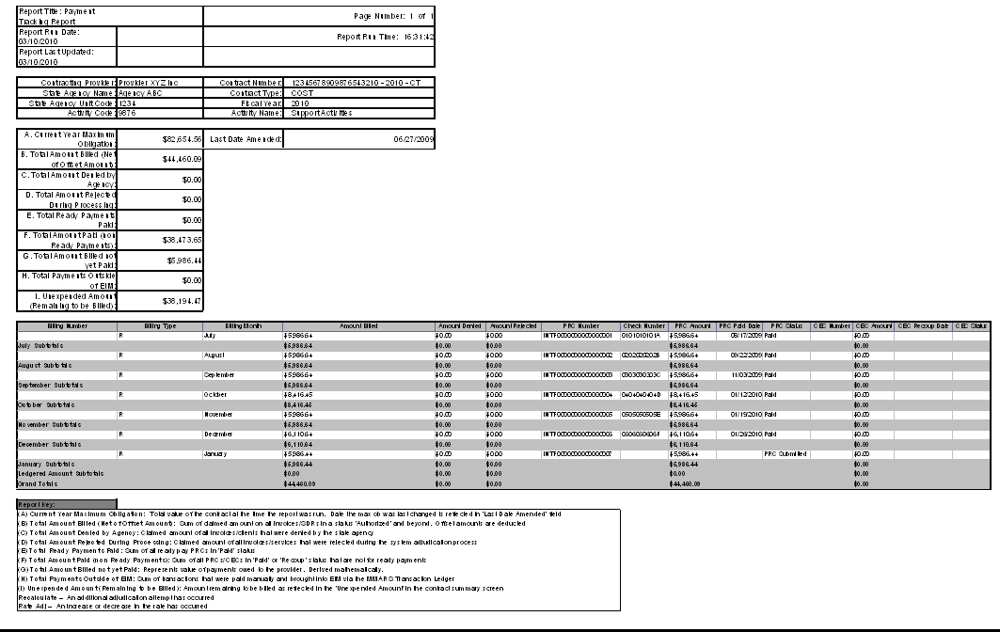 Report Title: Payment Tracking Report
Page Number: 1 of 1
Report Run Date: 03/10/2010
Report Run Time: 16:31:42
Report Last Updated: 03/10/2010
Contracting Provider: Provider XYZ Inc Contract Number: 1234567890987654321 0 - 2010 - CT
State Agency Name: Agency ABC Contract Type: COST
State Agency Unit Code: 1234 Fiscal Year: 2010
Activity Code: 9876 Activity Name: Support Activities
A. Current Year Maximum Obligation: $82,654.56 Last Date Amended: 06/27/2009
B. Total Amount Billed (Net of Offset Amount): $44,460.09
C. Total Amount Denied by Agency: $0.00
D. Total Amount Rejected During Processing: $0.00
E. Total Ready Payments Paid: $0.00
F. Total Amount Paid (non Ready Payments): $38,473.65
G. Total Amount Billed not yet Paid: $5,986.44
H. Total Payments Outside of EIM: $0.00
I. Unexpended Amount (Remaining to be Billed): $38,194.47
Billing Number Billing Type Billing Month Amount Billed Amount Denied Amount Rejected PRC Number Check Number PRC Amount PRC Paid Date PRC Status CEC Number CEC Amount CEC Recoup Date CEC Status
R July $5,986.64 $0.00 $0.00 INTF0000000000000001 0101010101A $5,986.64 08/17/2009 Paid $0.00
July Subtotals $5,986.64 $0.00 $0.00 $5,986.64 $0.00
R August $5,986.64 $0.00 $0.00 INTF0000000000000002 0202020202B $5,986.64 09/22/2009 Paid $0.00
August Subtotals $5,986.64 $0.00 $0.00 $5,986.64 $0.00
R September $5,986.64 $0.00 $0.00 INTF0000000000000003 0303030303C $5,986.64 11/03/2009 Paid $0.00
September Subtotals $5,986.64 $0.00 $0.00 $5,986.64 $0.00
R October $8,416.45 $0.00 $0.00 INTF0000000000000004 0404040404D $8,416.45 01/12/2010 Paid $0.00
October Subtotals $8,416.45 $0.00 $0.00 $8,416.45 $0.00
R November $5,986.64 $0.00 $0.00 INTF0000000000000005 0505050505E $5,986.64 01/19/2010 Paid $0.00
November Subtotals $5,986.64 $0.00 $0.00 $5,986.64 $0.00
R December $6,110.64 $0.00 $0.00 INTF0000000000000006 0606060606F $6,110.64 01/26/2010 Paid $0.00
December Subtotals $6,110.64 $0.00 $0.00 $6,110.64 $0.00
R January $5,986.44 $0.00 $0.00 INTF0000000000000007 $5,986.44 PRC Submitted $0.00
January Subtotals $5,986.44 $0.00 $0.00 $5,986.44 $0.00
Ledgered Amount Subtotals $0.00 $0.00 $0.00 $0.00 $0.00
Grand Totals $44,460.09 $0.00 $0.00 $44,460.09 $0.00
Report Key:
(A) Current Year Maximum Obligation: Total value of the contract at the time the report was run. Date the max ob was last changed is reflected in 'Last Date Amended' field
(B) Total Amount Billed (Net of Offset Amount): Sum of claimed amount on all invoices/SDRs in a status 'Authorized' and beyond. Offset amounts are deducted
(C) Total Amount Denied by Agency: Claimed amount of all invoices/clients that were denied by the state agency
(D) Total Amount Rejected During Processing: Claimed amount of all invoices/services that were rejected during the system adjudication process
(E) Total Ready Payments Paid: Sum of all ready pay PRCs in 'Paid' status
(F) Total Amount Paid (non Ready Payments): Sum of all PRCs/CECs in 'Paid' or 'Recoup' status that are not for ready payments
(G) Total Amount Billed not yet Paid: Represents value of payments owed to the provider. Derived mathematically.
(H) Total Payments Outside of EIM: Sum of transactions that were paid manually and brought into EIM via the MMARS Transaction Ledger
(I) Unexpended Amount (Remaining to be Billed): Amount remaining to be billed as reflected in the 'Unexpended Amount' in the contract summary screen
Recalculate - An additional adjudication attempt has occurred
Rate Adj - An increase or decrease in the rate has occurred